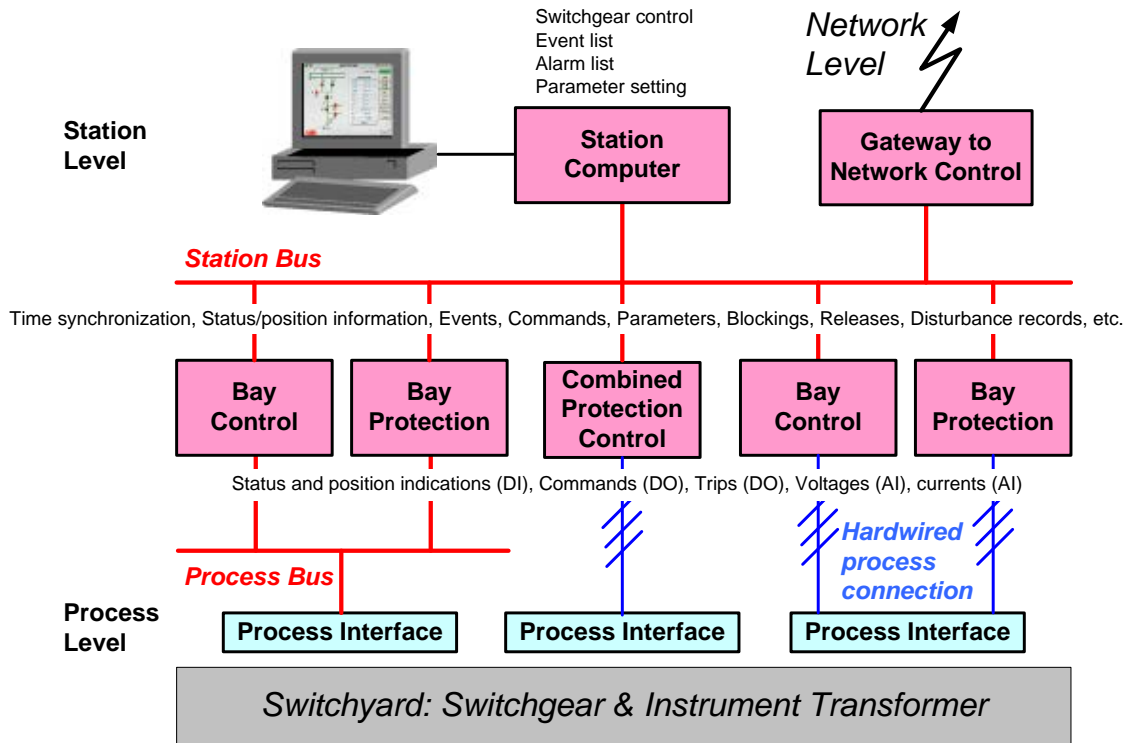 Switchgear control
Event list
Alarm list
Parameter setting
Network
Level
Station
Level
Station
Computer
Gateway to
Network Control
Station Bus
Time synchronization, Status/position information, Events, Commands, Parameters, Blockings, Releases, Disturbance records, etc.
Bay
Control
Bay
Protection
Combined
Protection
Control
Bay
Control
Bay
Protection
Status and position indications (DI), Commands (DO), Trips (DO), Voltages (AI), currents (AI)
Hardwired
process
connection
Process Bus
Process
Level
Process Interface
Process Interface
Process Interface
Switchyard: Switchgear & Instrument Transformer